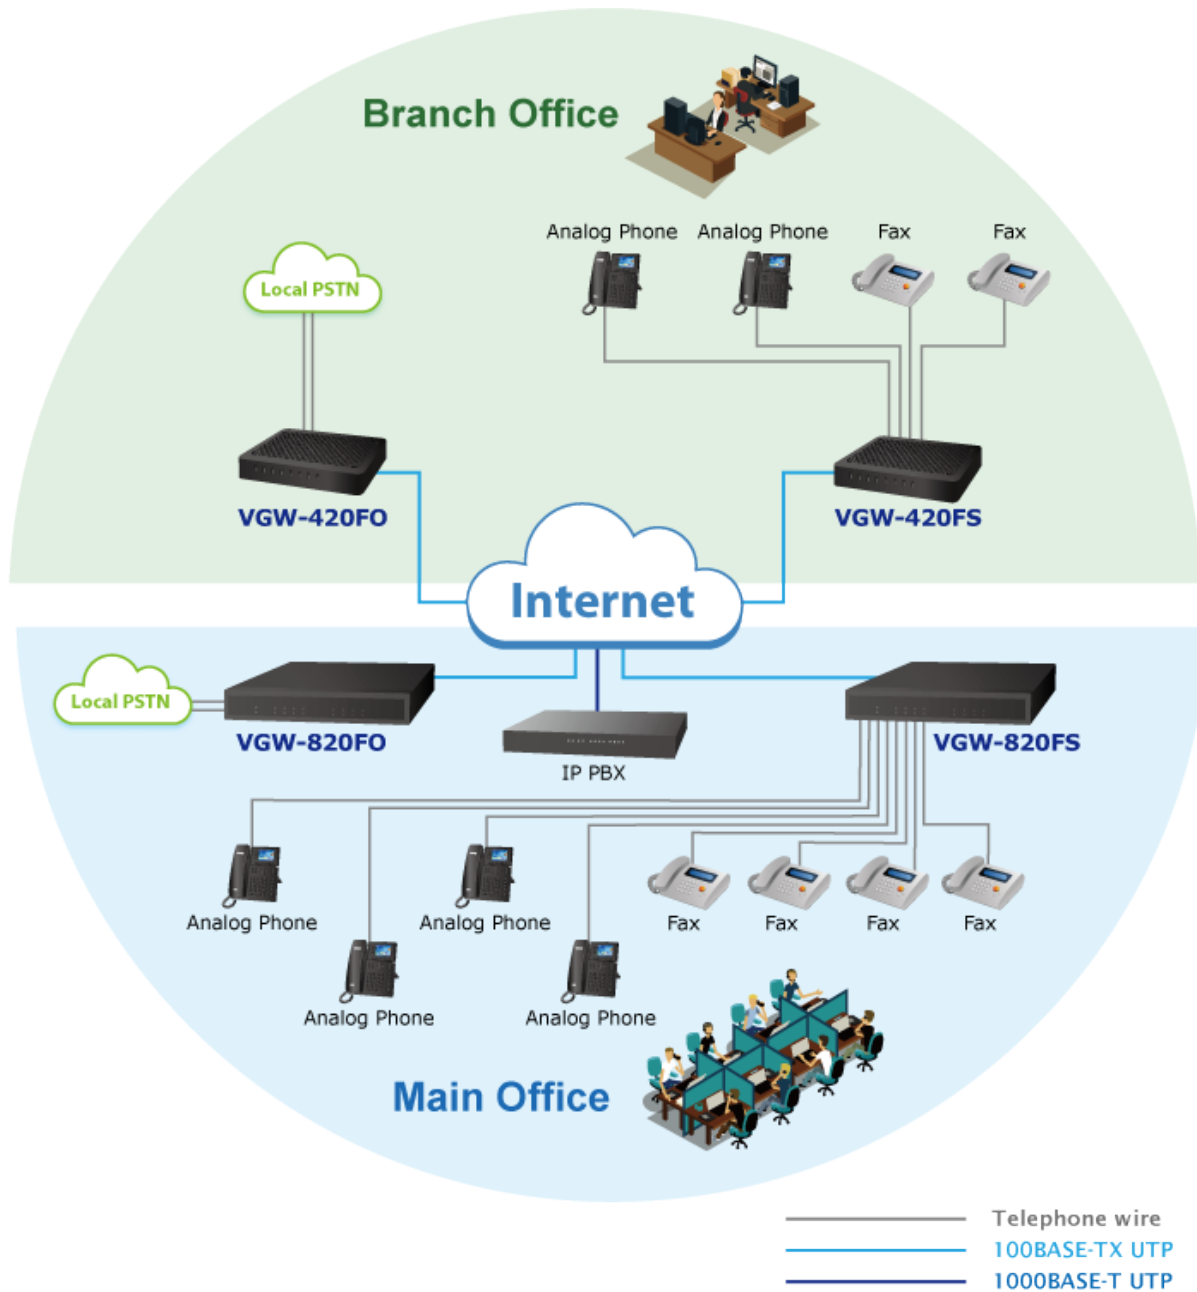 Branch Office
Analog Phone
Analog Phone
Fax
Fax
Local PSTN
VGW-420FO
VGW-420FS
Internet
Local PSTN
VGW-820FO
IP PBX
VGW-820FS
Analog Phone
Analog Phone
Fax
Fax
Fax
Fax
Analog Phone
Analog Phone
Main Office
Telephone wire
100BASE-TX UTP
1000BASE-T UTP